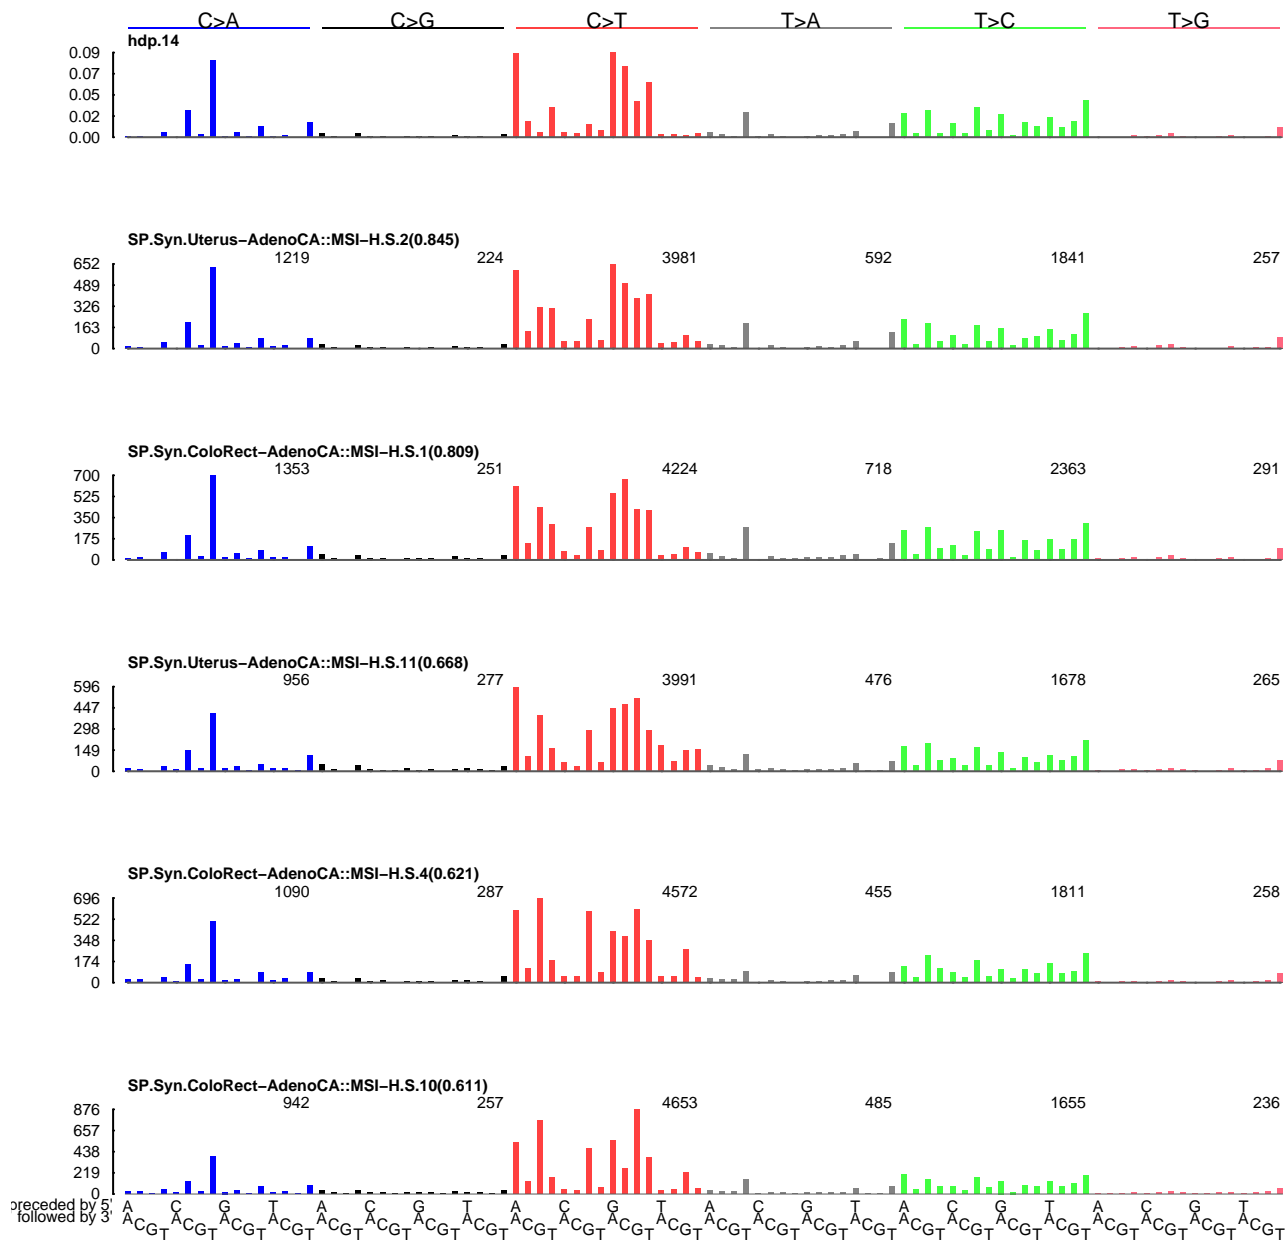 C>A C>G C>T T>A T>C T>G
hdp.14
0.09
0.07
0.05
0.02
0.00
SP.Syn.Uterus−AdenoCA::MSI−H.S.2(0.845)
1219 224 3981 592 1841 257
652
489
326
163
0
SP.Syn.ColoRect−AdenoCA::MSI−H.S.1(0.809)
1353 251 4224 718 2363 291
700
525
350
175
0
SP.Syn.Uterus−AdenoCA::MSI−H.S.11(0.668)
956 277 3991 476 1678 265
596
447
298
149
0
SP.Syn.ColoRect−AdenoCA::MSI−H.S.4(0.621)
1090 287 4572 455 1811 258
696
522
348
174
0
SP.Syn.ColoRect−AdenoCA::MSI−H.S.10(0.611)
942 257 4653 485 1655 236
876
657
438
219
0
preceded by 5' A C G T A C G T A C G T A C G T A C G T A C G T
followed by 3' A C G T A C G T A C G T A C G T A C G T A C G T A C G T A C G T A C G T A C G T A C G T A C G T A C G T A C G T A C G T A C G T A C G T A C G T A C G T A C G T A C G T A C G T A C G T A C G T